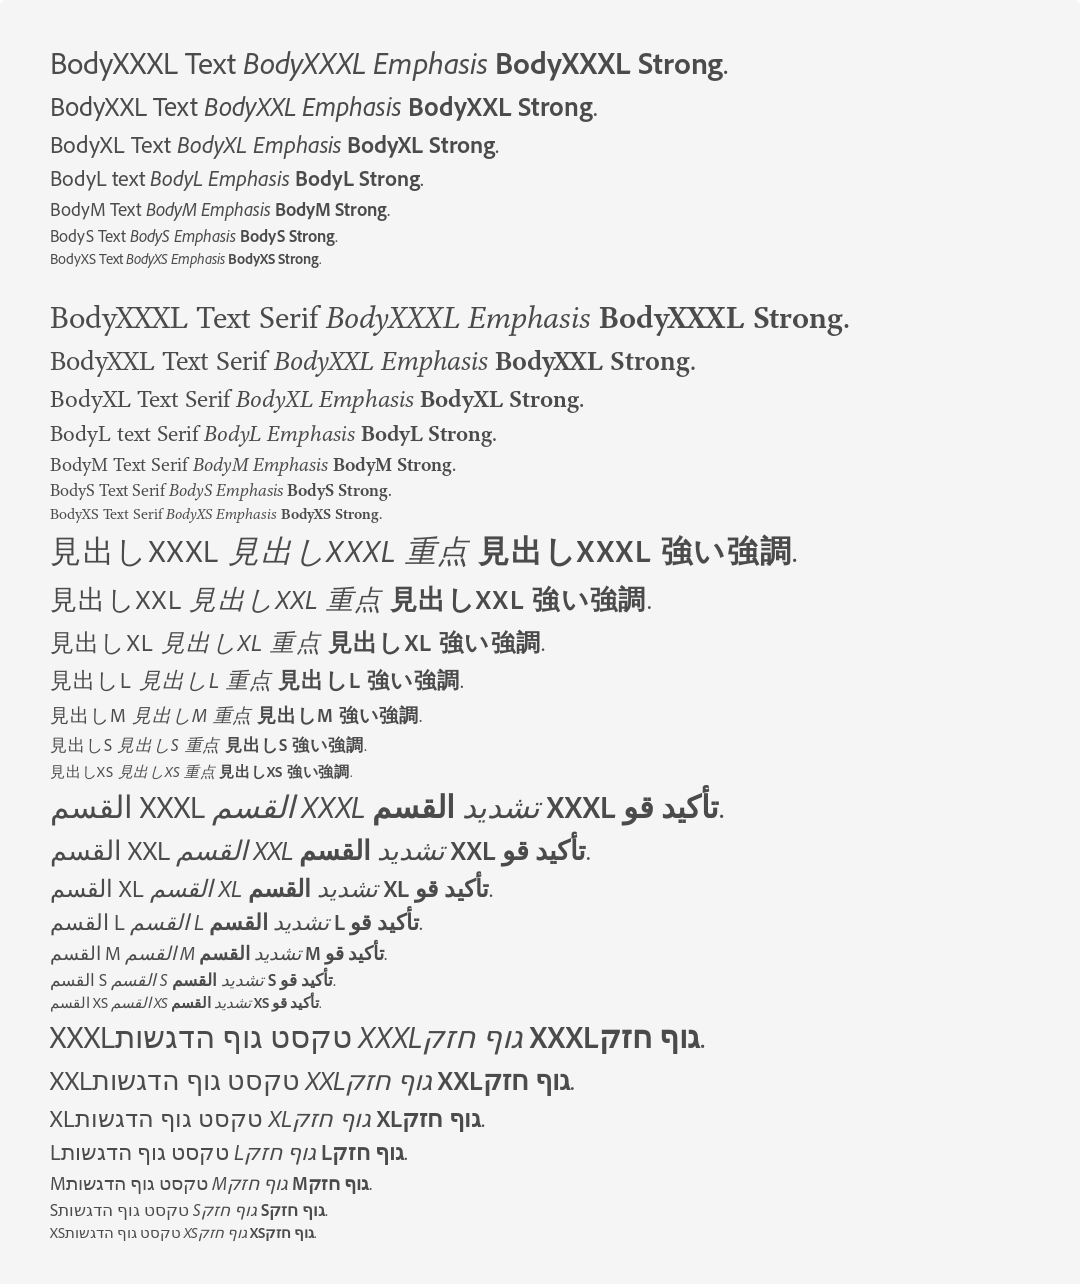 BodyXXXL Text BodyXXXL Emphasis BodyXXXL Strong.
BodyXXL Text BodyXXL Emphasis BodyXXL Strong.
BodyXL Text BodyXL Emphasis BodyXL Strong.
BodyL text BodyL Emphasis BodyL Strong.
BodyM Text BodyM Emphasis BodyM Strong.
BodyS Text BodyS Emphasis BodyS Strong.
BodyXS Text BodyXS Emphasis BodyXS Strong.
BodyXXXL Text Serif BodyXXXL Emphasis BodyXXXL Strong.
BodyXXL Text Serif BodyXXL Emphasis BodyXXL Strong.
BodyXL Text Serif BodyXL Emphasis BodyXL Strong.
BodyL text Serif BodyL Emphasis BodyL Strong.
BodyM Text Serif BodyM Emphasis BodyM Strong.
BodyS Text Serif BodyS Emphasis BodyS Strong.
BodyXS Text Serif BodyXS Emphasis BodyXS Strong.
見出しXXXL 見出しXXXL 重点 見出しXXXL 強い強調.
見出しXXL 見出しXXL 重点 見出しXXL 強い強調.
見出しXL 見出しXL 重点 見出しXL 強い強調.
見出しL 見出しL 重点 見出しL 強い強調.
見出しM 見出しM 重点 見出しM 強い強調.
見出しS 見出しS 重点 見出しS 強い強調.
見出しXS 見出しXS 重点 見出しXS 強い強調.
القسم XXXL القسم XXXL تشديد القسم XXXL تأكيد قو.
القسم XXL القسم XXL تشديد القسم XXL تأكيد قو.
القسم XL القسم XL تشديد القسم XL تأكيد قو.
القسم L القسم L تشديد القسم L تأكيد قو.
القسم M القسم M تشديد القسم M تأكيد قو.
القسم S القسم S تشديد القسم S تأكيد قو.
القسم XS القسم XS تشديد القسم XS تأكيد قو.
XXXLטקסט גוף הדגשות XXXLגוף חזק XXXLגוף חזק.
XXLטקסט גוף הדגשות XXLגוף חזק XXLגוף חזק.
XLטקסט גוף הדגשות XLגוף חזק XLגוף חזק.
Lטקסט גוף הדגשות Lגוף חזק Lגוף חזק.
Mטקסט גוף הדגשות Mגוף חזק Mגוף חזק.
Sטקסט גוף הדגשות Sגוף חזק Sגוף חזק.
XSטקסט גוף הדגשות XSגוף חזק XSגוף חזק.